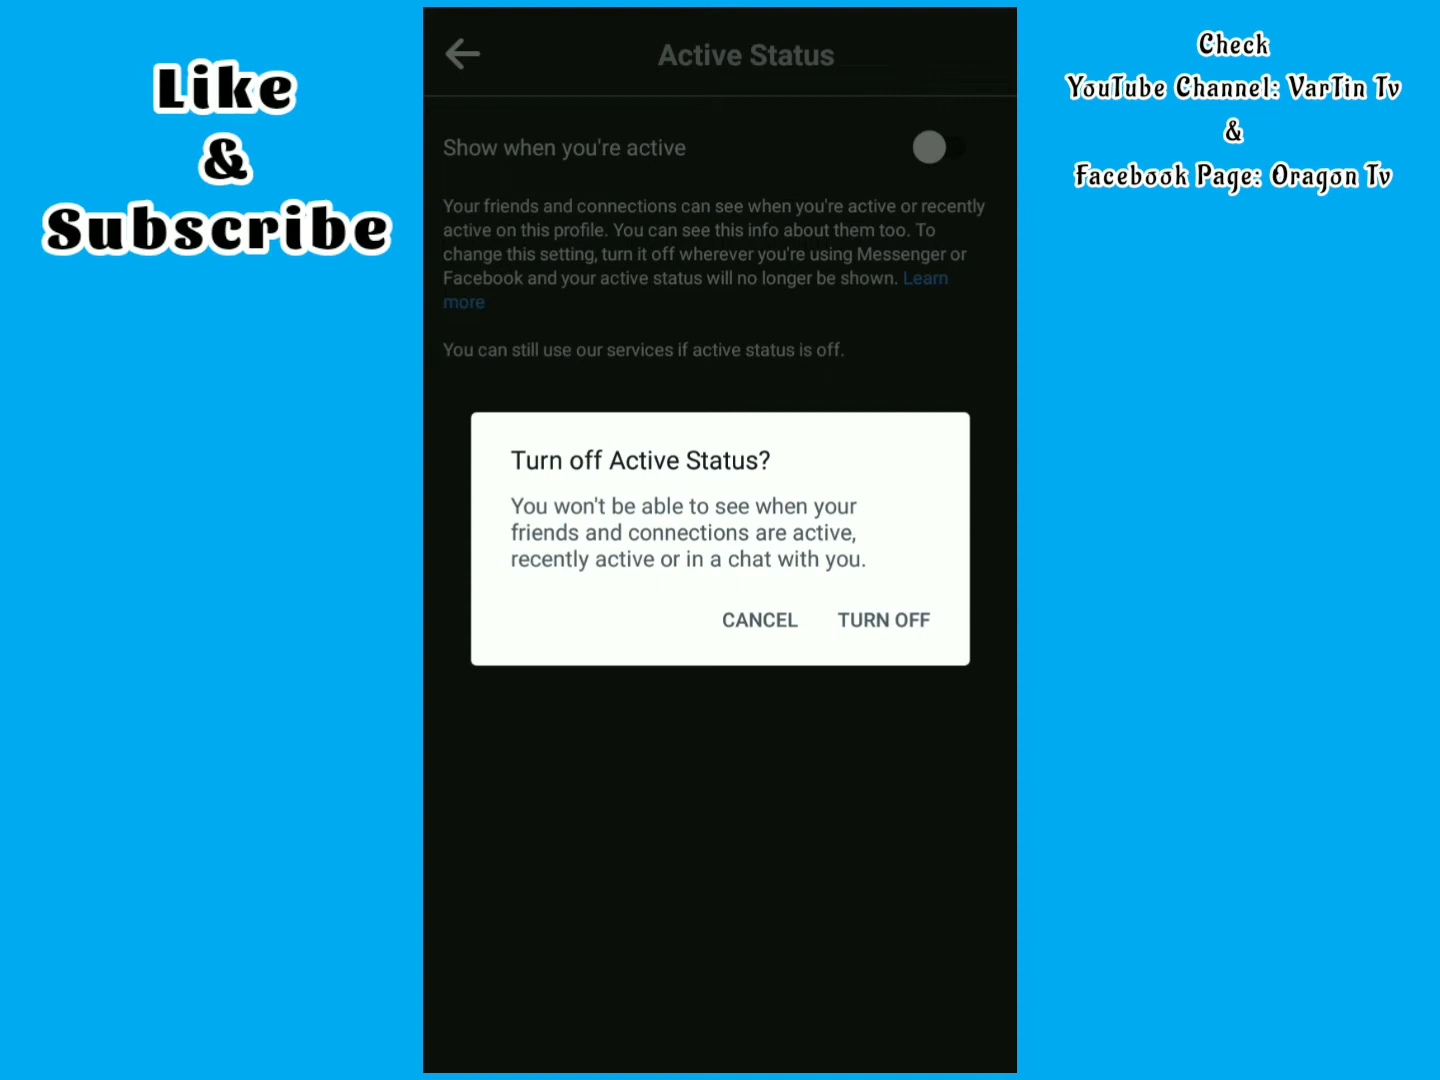 Like
&
Subscribe
Active Status
Show when you're active
Your friends and connections can see when you're active or recently
active on this profile. You can see this info about them too. To
change this setting, turn it off wherever you're using Messenger or
Facebook and your active status will no longer be shown. Learn
more
You can still use our services if active status is off.
Turn off Active Status?
You won't be able to see when your
friends and connections are active,
recently active or in a chat with you.
CANCEL TURN OFF
Check
YouTube Channel: VarTin Tv
&
Facebook Page: Oragon Tv